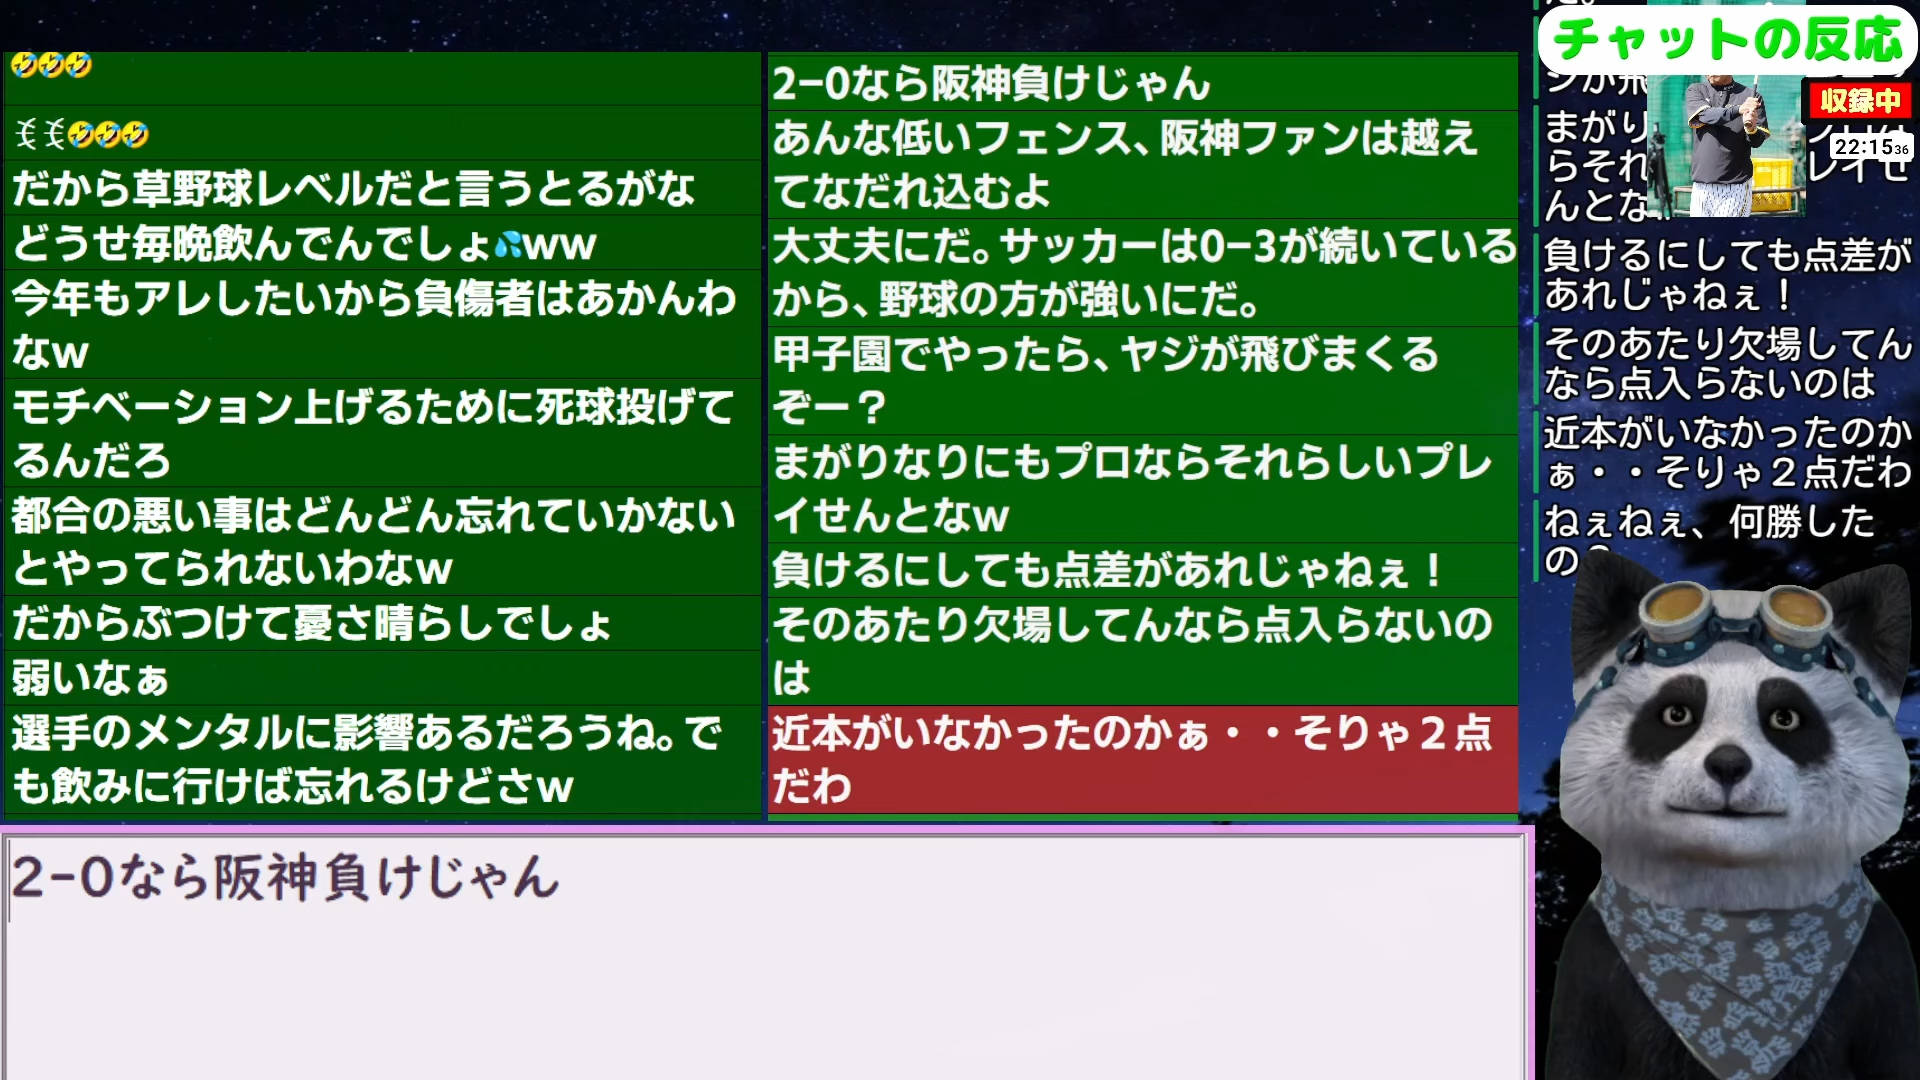 🤣🤣🤣
🤣🤣🤣
だから草野球レベルだと言うとるがな
どうせ毎晩飲んでんでしょ💦ww
今年もアレしたいから負傷者はあかんわ
なw
モチベーション上げるために死球投げて
るんだろ
都合の悪い事はどんどん忘れていかない
とやってられないわなw
だからぶつけて憂さ晴らしでしょ
弱いなぁ
選手のメンタルに影響あるだろうね。で
も飲みに行けば忘れるけどさw
2−0なら阪神負けじゃん
あんな低いフェンス、阪神ファンは越え
てなだれ込むよ
大丈夫にだ。サッカーは0−3が続いている
から、野球の方が強いにだ。
甲子園でやったら、ヤジが飛びまくる
ぞー？
まがりなりにもプロならそれらしいプレ
イせんとなw
負けるにしても点差があれじゃねぇ！
そのあたり欠場してんなら点入らないの
は
近本がいなかったのかぁ・・そりゃ２点
だわ
2−0なら阪神負けじゃん
チャットの反応
収録中
22:15 36
まがり
らそれ
レイせ
んとな
負けるにしても点差が
あれじゃねぇ！
そのあたり欠場してん
なら点入らないのは
近本がいなかったのか
ぁ・・そりゃ２点だわ
ねぇねぇ、何勝した
の